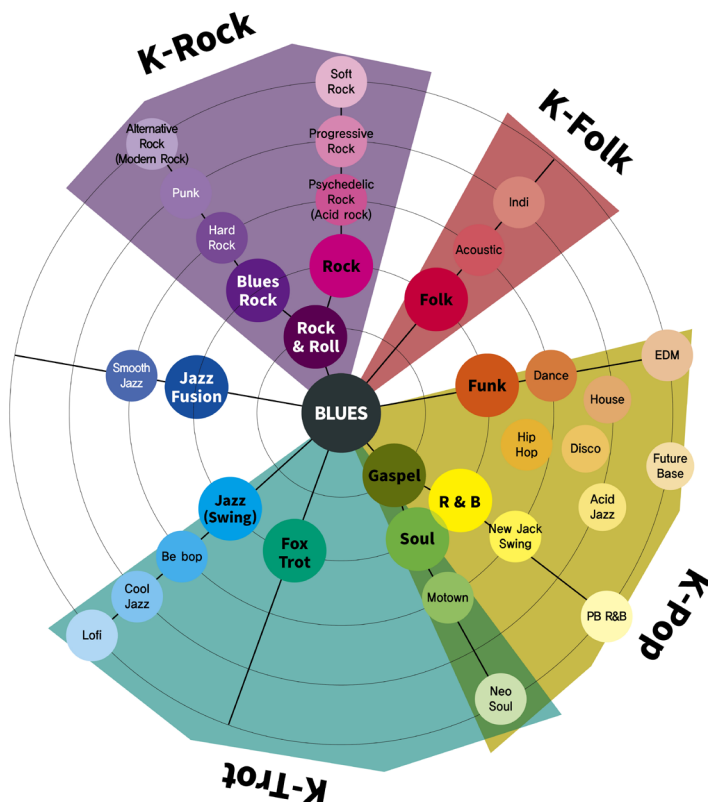 K-Rock
K-Folk
Soft
Rock
Alternative
Rock
(Modern Rock)
Progressive
Rock
Punk
Psychedelic
Rock
(Acid rock)
Indi
Hard
Rock
Acoustic
Rock
Blues
Rock
Folk
Rock
& Roll
EDM
Smooth
Jazz
Jazz
Fusion
Funk
Dance
House
BLUES
Hip
Hop
Disco
Future
Base
Gaspel
Jazz
(Swing)
R & B
Acid
Jazz
Fox
Trot
Soul
New Jack
Swing
Be bop
Cool
Jazz
Motown
PB R&B
K-Pop
Lofi
Neo
Soul
K-Trot